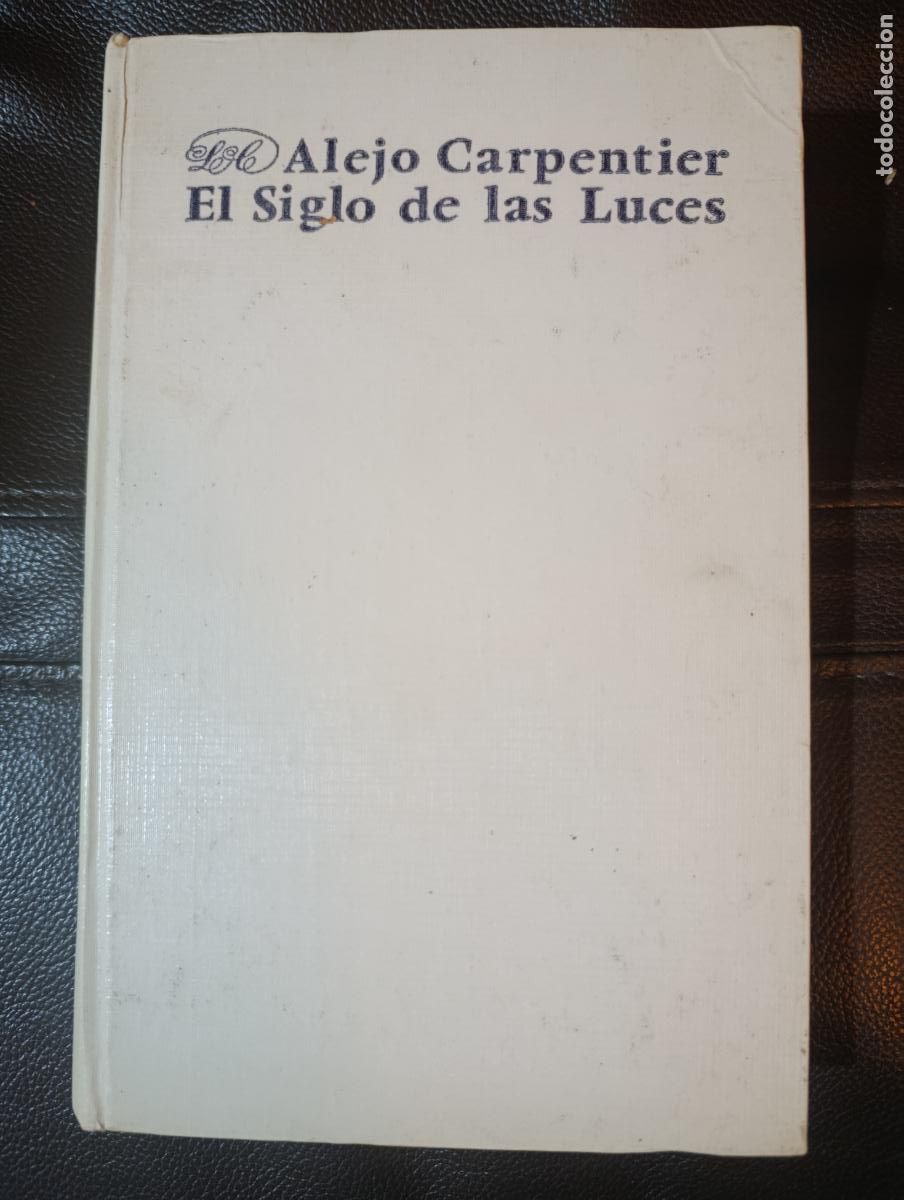 Alejo Carpentier
El Siglo de las Luces
todocoleccion